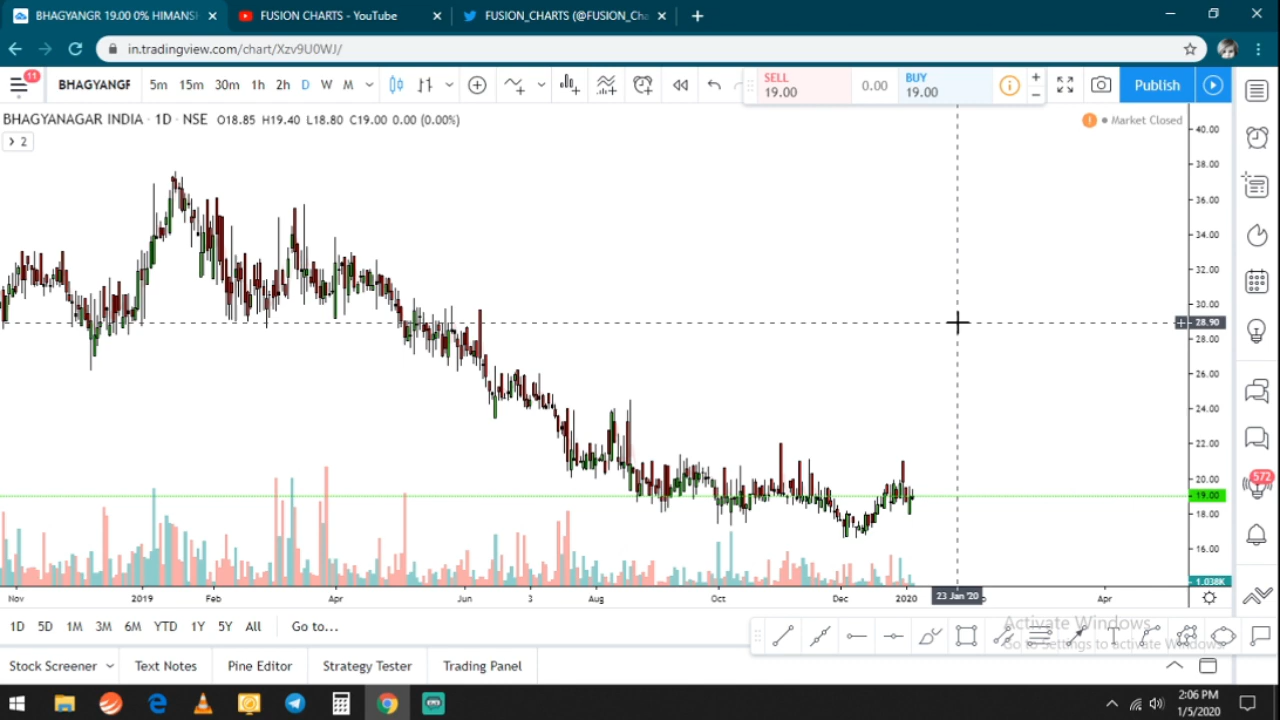 BHAGYANGR 19.00 0% HIMANS
FUSION CHARTS - YouTube
FUSION_CHARTS (@FUSION_Cha
in.tradingview.com/chart/Xzv9U0WJ/
11
BHAGYANGR
5m 15m 30m 1h 2h D W M
SELL
19.00
0.00
BUY
19.00
Publish
BHAGYANAGAR INDIA · 1D · NSE O18.85 H19.40 L18.80 C19.00 0.00 (0.00%)
Market Closed
2
40.00
38.00
36.00
34.00
32.00
30.00
28.90
28.00
26.00
24.00
22.00
20.00
19.00
18.00
16.00
1.038K
572
Nov 2019 Feb Apr Jun 3 Aug Oct Dec 2020 23 Jan '20 Apr
1D 5D 1M 3M 6M YTD 1Y 5Y All Go to...
Activate Windows
Go to Settings to activate Windows.
Stock Screener Text Notes Pine Editor Strategy Tester Trading Panel
2:06 PM
1/5/2020